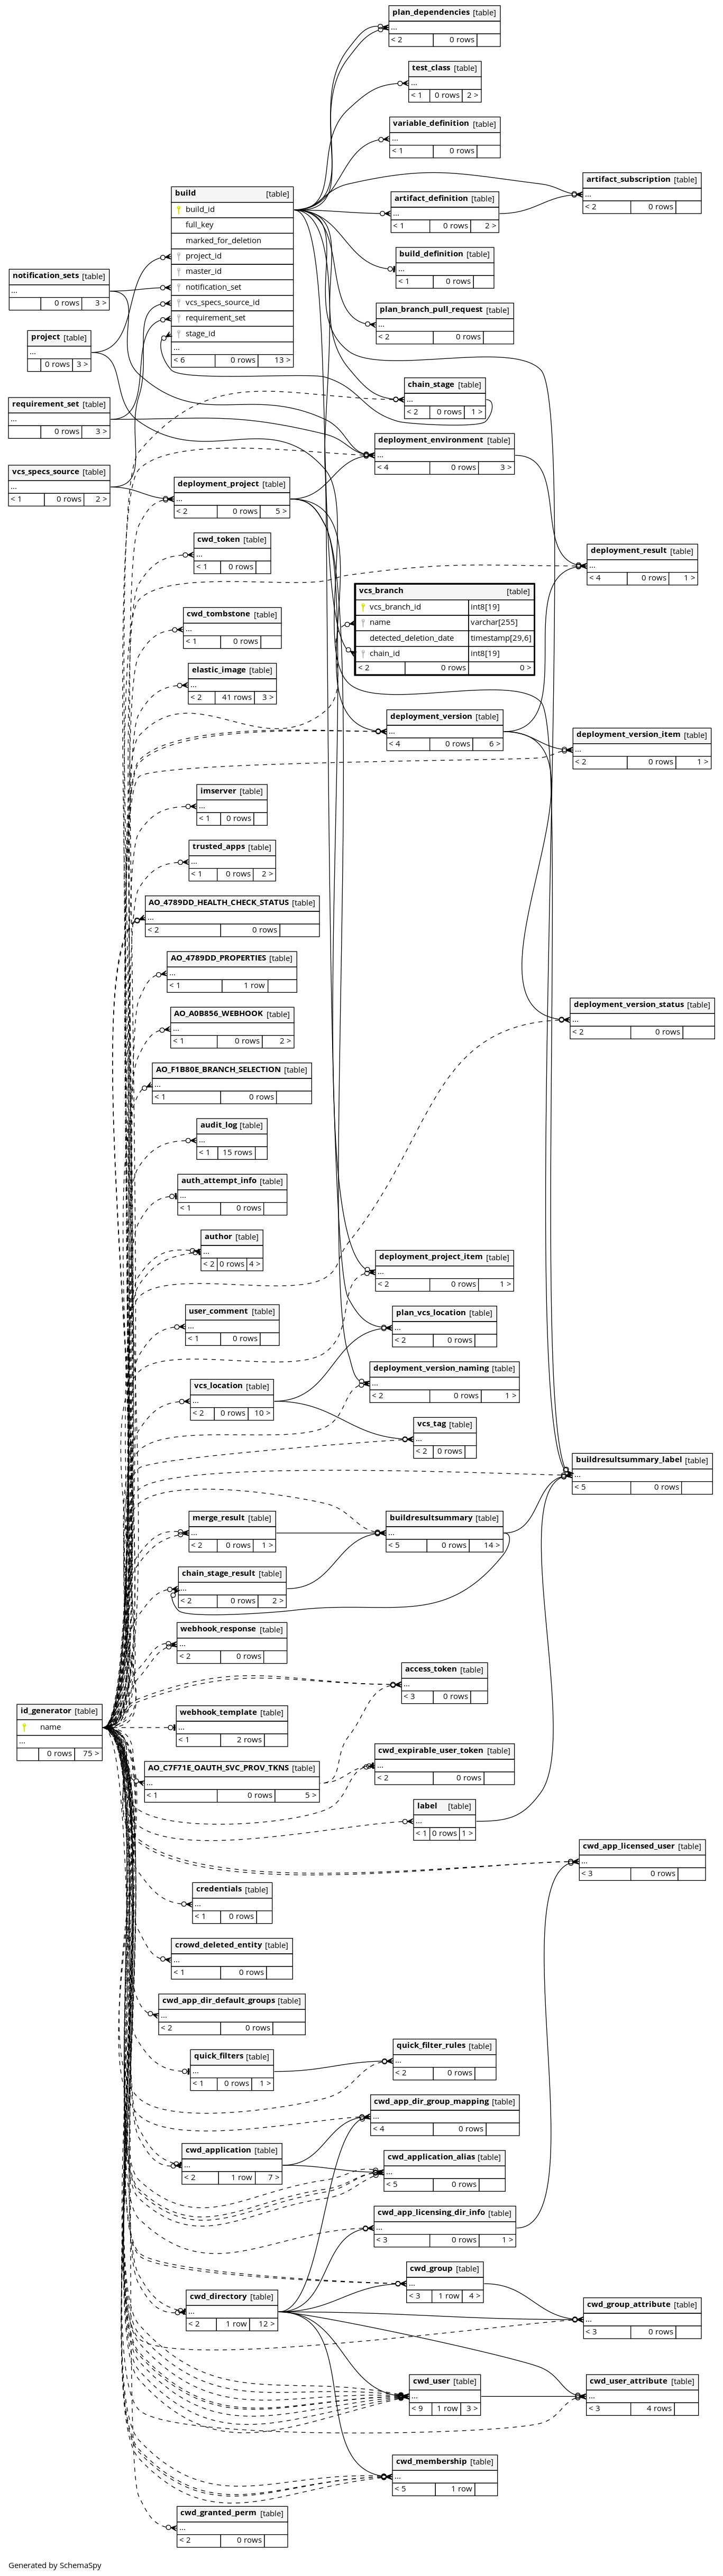 plan_dependencies [table]
...
< 2 0 rows
test_class [table]
...
< 1 0 rows 2 >
variable_definition [table]
...
< 1 0 rows
artifact_subscription [table]
...
< 2 0 rows
build [table]
build_id
full_key
marked_for_deletion
project_id
master_id
notification_set
vcs_specs_source_id
requirement_set
stage_id
...
< 6 0 rows 13 >
artifact_definition [table]
...
< 1 0 rows 2 >
build_definition [table]
...
< 1 0 rows
notification_sets [table]
...
0 rows 3 >
plan_branch_pull_request [table]
...
< 2 0 rows
project [table]
...
0 rows 3 >
chain_stage [table]
...
< 2 0 rows 1 >
requirement_set [table]
...
0 rows 3 >
deployment_environment [table]
...
< 4 0 rows 3 >
vcs_specs_source [table]
...
< 1 0 rows 2 >
deployment_project [table]
...
< 2 0 rows 5 >
cwd_token [table]
...
< 1 0 rows
deployment_result [table]
...
< 4 0 rows 1 >
vcs_branch [table]
vcs_branch_id int8[19]
name varchar[255]
detected_deletion_date timestamp[29,6]
chain_id int8[19]
< 2 0 rows 0 >
cwd_tombstone [table]
...
< 1 0 rows
elastic_image [table]
...
< 2 41 rows 3 >
deployment_version [table]
...
< 4 0 rows 6 >
deployment_version_item [table]
...
< 2 0 rows 1 >
imserver [table]
...
< 1 0 rows
trusted_apps [table]
...
< 1 0 rows 2 >
AO_4789DD_HEALTH_CHECK_STATUS [table]
...
< 2 0 rows
AO_4789DD_PROPERTIES [table]
...
< 1 1 row
deployment_version_status [table]
...
< 2 0 rows
AO_A0B856_WEBHOOK [table]
...
< 1 0 rows 2 >
AO_F1B80E_BRANCH_SELECTION [table]
...
< 1 0 rows
audit_log [table]
...
< 1 15 rows
auth_attempt_info [table]
...
< 1 0 rows
author [table]
...
< 2 0 rows 4 >
deployment_project_item [table]
...
< 2 0 rows 1 >
user_comment [table]
...
< 1 0 rows
plan_vcs_location [table]
...
< 2 0 rows
vcs_location [table]
...
< 2 0 rows 10 >
deployment_version_naming [table]
...
< 2 0 rows 1 >
vcs_tag [table]
...
< 2 0 rows
buildresultsummary_label [table]
...
< 5 0 rows
merge_result [table]
...
< 2 0 rows 1 >
buildresultsummary [table]
...
< 5 0 rows 14 >
chain_stage_result [table]
...
< 2 0 rows 2 >
webhook_response [table]
...
< 2 0 rows
access_token [table]
...
< 3 0 rows
id_generator [table]
name
...
0 rows 75 >
webhook_template [table]
...
< 1 2 rows
cwd_expirable_user_token [table]
...
< 2 0 rows
AO_C7F71E_OAUTH_SVC_PROV_TKNS [table]
...
< 1 0 rows 5 >
label [table]
...
< 1 0 rows 1 >
cwd_app_licensed_user [table]
...
< 3 0 rows
credentials [table]
...
< 1 0 rows
crowd_deleted_entity [table]
...
< 1 0 rows
cwd_app_dir_default_groups [table]
...
< 2 0 rows
quick_filters [table]
...
< 1 0 rows 1 >
quick_filter_rules [table]
...
< 2 0 rows
cwd_app_dir_group_mapping [table]
...
< 4 0 rows
cwd_application [table]
...
< 2 1 row 7 >
cwd_application_alias [table]
...
< 5 0 rows
cwd_app_licensing_dir_info [table]
...
< 3 0 rows 1 >
cwd_group [table]
...
< 3 1 row 4 >
cwd_directory [table]
...
< 2 1 row 12 >
cwd_group_attribute [table]
...
< 3 0 rows
cwd_user [table]
...
< 9 1 row 3 >
cwd_user_attribute [table]
...
< 3 4 rows
cwd_membership [table]
...
< 5 1 row
cwd_granted_perm [table]
...
< 2 0 rows
Generated by SchemaSpy